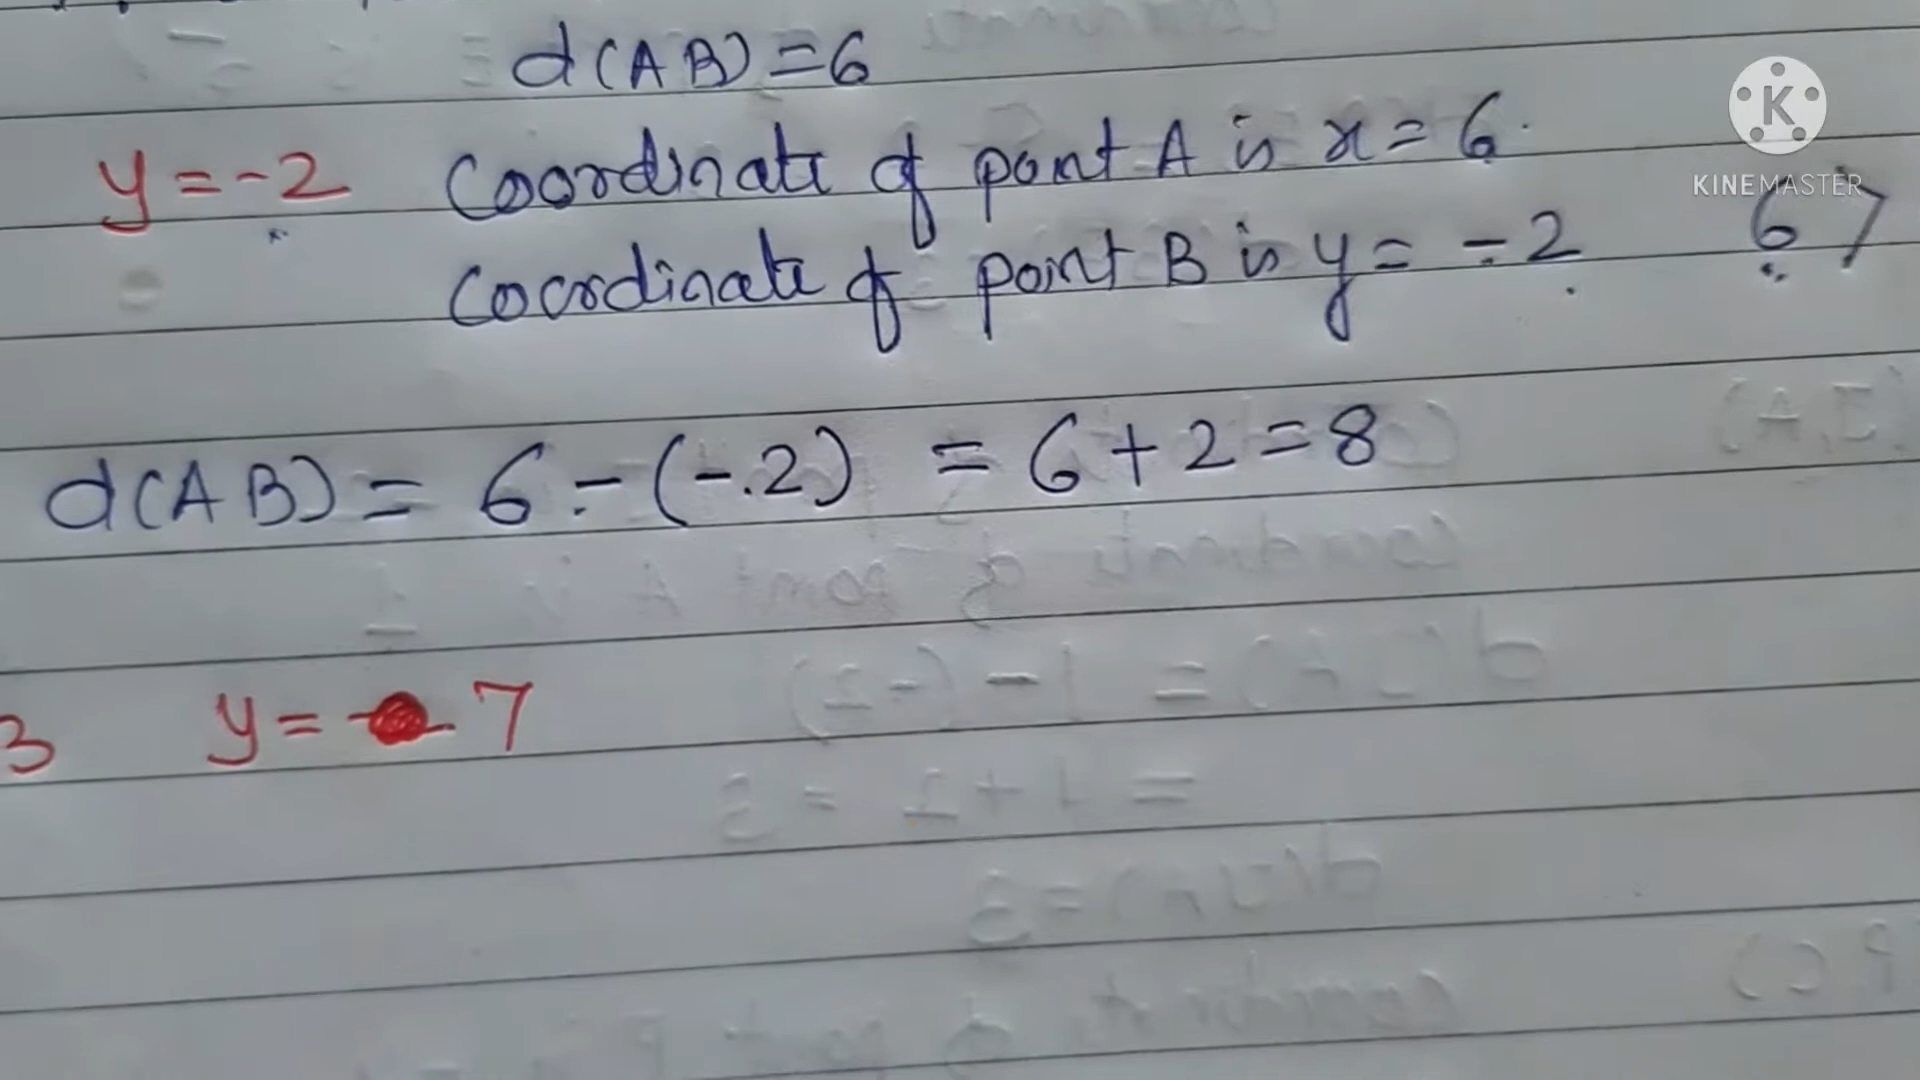 d(AB)=6
y=-2 Coordinate of point A is x=6.
Coordinate of point B is y=-2 6 7
d(AB)= 6-(-2) = 6+2=8
3 y= 7
KINEMASTER